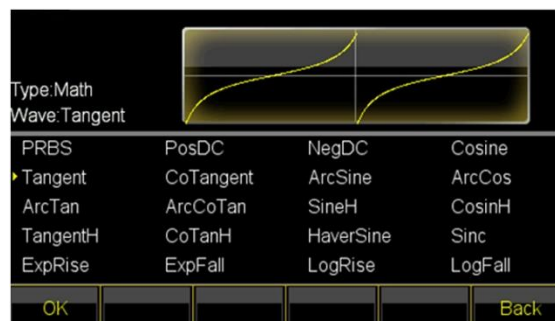 Type:Math
Wave:Tangent
PRBS PosDC NegDC Cosine
Tangent CoTangent ArcSine ArcCos
ArcTan ArcCoTan SineH CosinH
TangentH CoTanH HaverSine Sinc
ExpRise ExpFall LogRise LogFall
OK Back